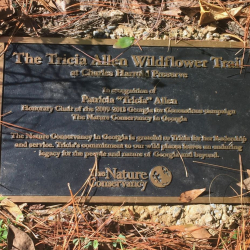 The Tricia Allen Wildflower Trail
at Charles Harrold Preserve
In recognition of
Patricia "Tricia" Allen
Honorary Chair of the 2009-2013 Georgia on Conservation campaign
The Nature Conservancy in Georgia
The Nature Conservancy in Georgia is grateful to Tricia for her leadership
and service. Tricia's commitment to our wild places leaves an enduring
legacy for the people and nature of Georgia and beyond.
The Nature
Conservancy